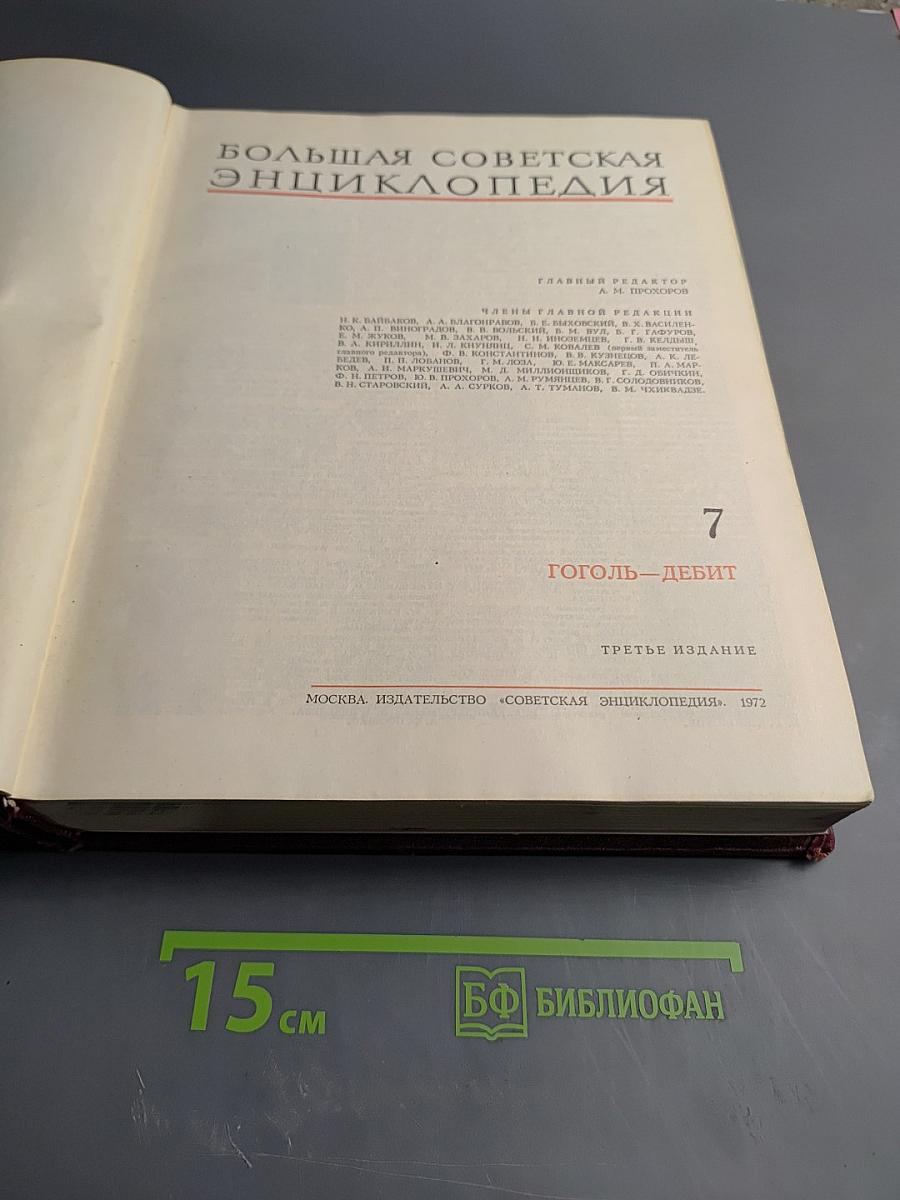 БОЛЬШАЯ СОВЕТСКАЯ
ЭНЦИКЛОПЕДИЯ
ГЛАВНЫЙ РЕДАКТОР
А. М. ПРОХОРОВ
ЧЛЕНЫ ГЛАВНОЙ РЕДАКЦИИ
Н. К. БАЙБАКОВ, А. А. БЛАГОНРАВОВ, Б. Е. БЫХОВСКИЙ, В. Х. ВАСИЛЕН-
КО, А. П. ВИНОГРАДОВ, В. В. ВОЛЬСКИЙ, Б. М. ВУЛ, Б. Г. ГАФУРОВ,
Е. М. ЖУКОВ, М. В. ЗАХАРОВ, Н. Н. ИНОЗЕМЦЕВ, Г. В. КЕЛДЫШ,
В. А. КИРИЛЛИН, И. Л. КНУНЯНЦ, С. М. КОВАЛЕВ (первый заместитель
главного редактора), Ф. В. КОНСТАНТИНОВ, В. В. КУЗНЕЦОВ, А. К. ЛЕ-
БЕДЕВ, П. П. ЛОБАНОВ, Г. М. ЛОЗА, Ю. Е. МАКСАРЕВ, П. А. МАР-
КОВ, А. И. МАРКУШЕВИЧ, М. Д. МИЛЛИОНЩИКОВ, Г. Д. ОБИЧКИН,
Ф. Н. ПЕТРОВ, Ю. В. ПРОХОРОВ, А. М. РУМЯНЦЕВ, В. Г. СОЛОДОВНИКОВ,
В. Н. СТАРОВСКИЙ, А. А. СУРКОВ, А. Т. ТУМАНОВ, В. М. ЧХИКВАДЗЕ.
7
ГОГОЛЬ—ДЕБИТ
ТРЕТЬЕ ИЗДАНИЕ
МОСКВА. ИЗДАТЕЛЬСТВО «СОВЕТСКАЯ ЭНЦИКЛОПЕДИЯ». 1972
15 см
БФ БИБЛИОФАН